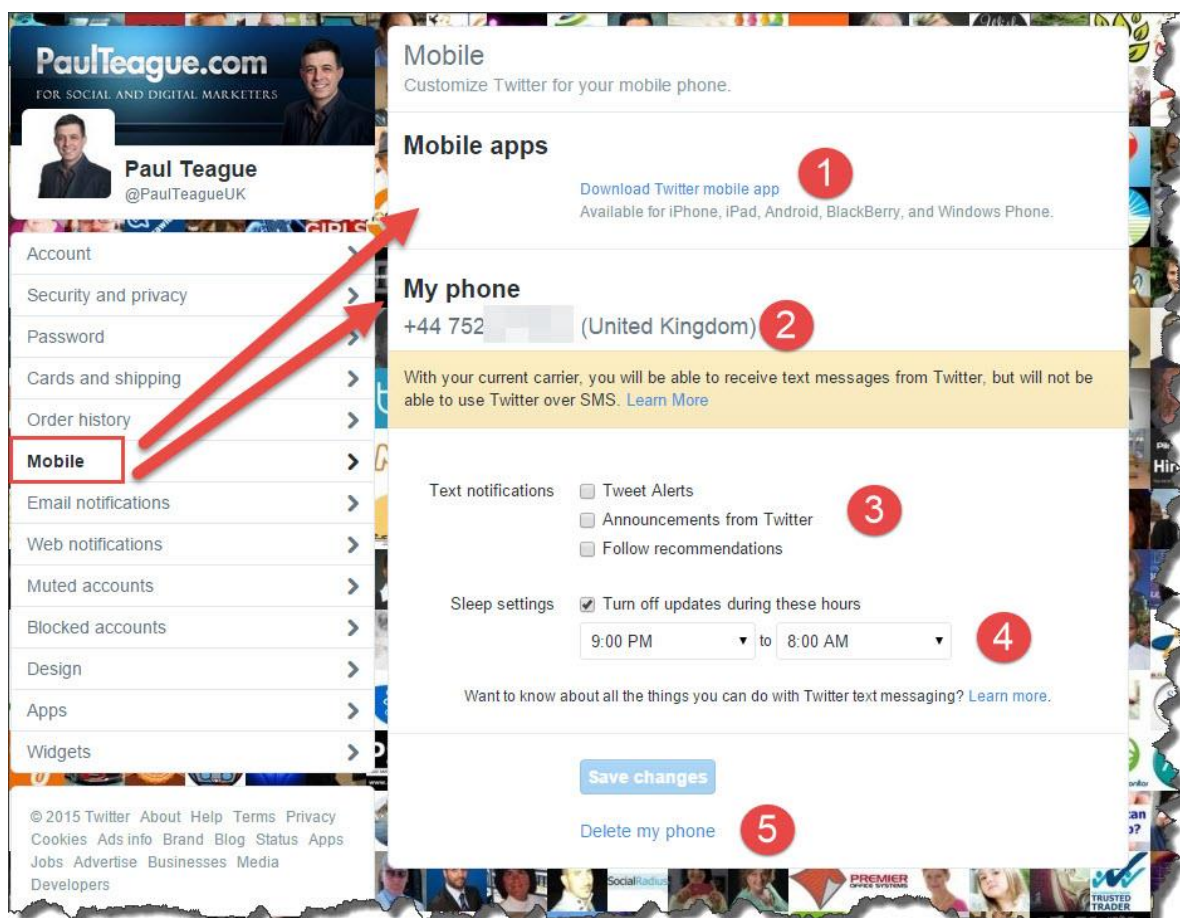 PaulTeague.com
FOR SOCIAL AND DIGITAL MARKETERS
Paul Teague
@PaulTeagueUK
Account
Security and privacy
Password
Cards and shipping
Order history
Mobile
Email notifications
Web notifications
Muted accounts
Blocked accounts
Design
Apps
Widgets
© 2015 Twitter About Help Terms Privacy
Cookies Ads info Brand Blog Status Apps
Jobs Advertise Businesses Media
Developers
Mobile
Customize Twitter for your mobile phone.
Mobile apps
1
Download Twitter mobile app
Available for iPhone, iPad, Android, BlackBerry, and Windows Phone.
My phone
+44 752 (United Kingdom) 2
With your current carrier, you will be able to receive text messages from Twitter, but will not be
able to use Twitter over SMS. Learn More
Text notifications Tweet Alerts
Announcements from Twitter 3
Follow recommendations
Sleep settings Turn off updates during these hours
9:00 PM to 8:00 AM 4
Want to know about all the things you can do with Twitter text messaging? Learn more.
Save changes
Delete my phone 5
GIRLS
SocialRadius
PREMIER
OFFICE SYSTEMS
TRUSTED
TRADER